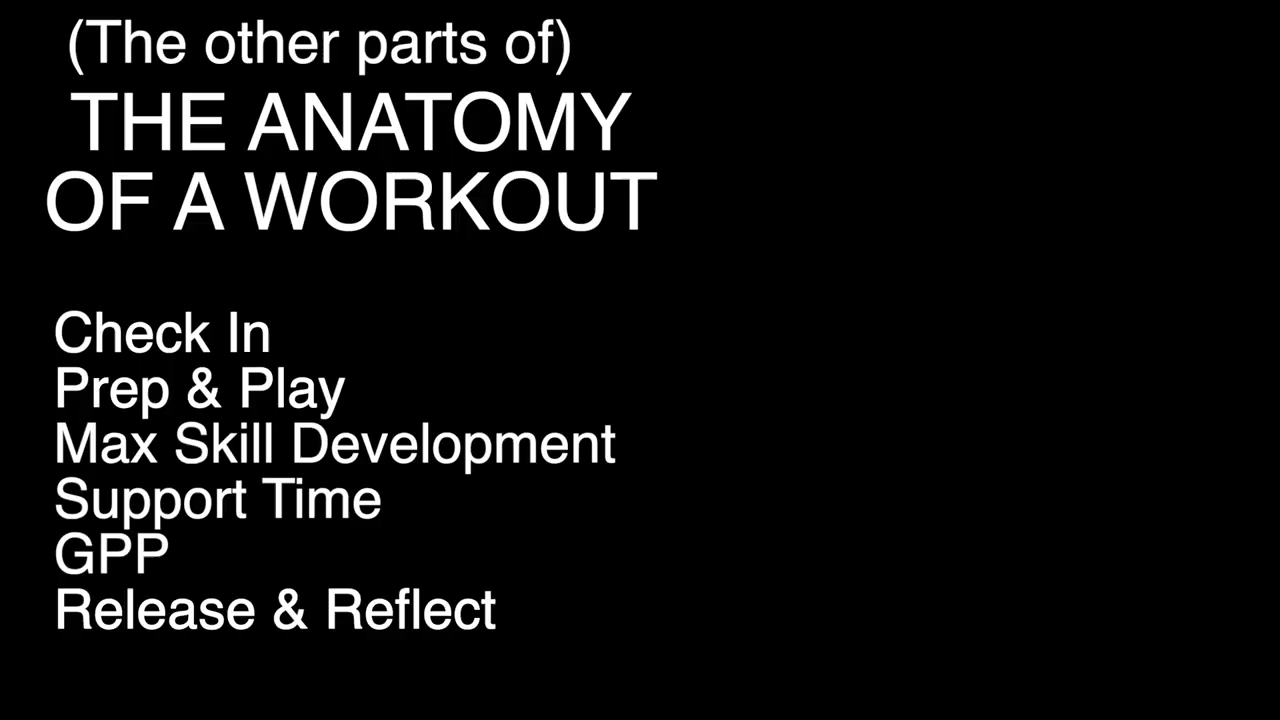 (The other parts of)
THE ANATOMY
OF A WORKOUT
Check In
Prep & Play
Max Skill Development
Support Time
GPP
Release & Reflect